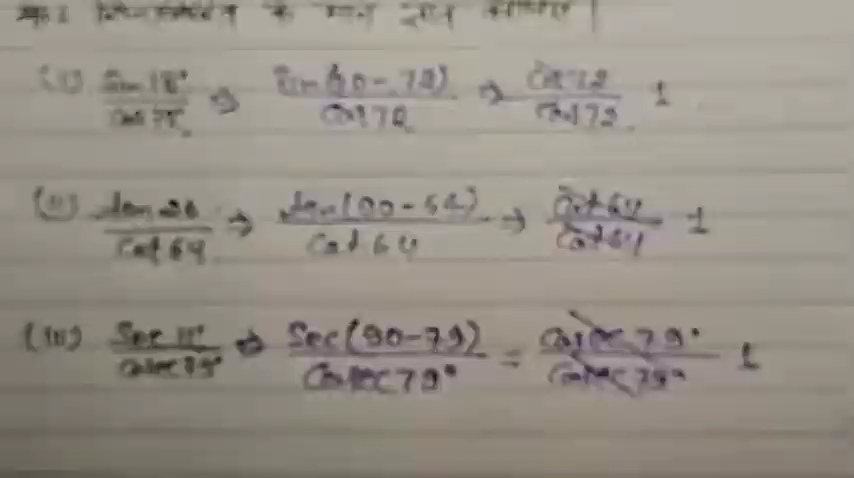 के मान ज्ञात कीजिए।
(i) Sin 18° / Cos 72 ⇒ Sin(90-72) / Cos 72 ⇒ Cos 72 / Cos 72 1
(ii) tan 26 / Cot 64 ⇒ tan(90-64) / Cot 64 ⇒ Cot 64 / Cot 64 1
(iii) Sec 11° / Cosec 79° ⇒ Sec(90-79) / Cosec 79° = Cosec 79° / Cosec 79° 1